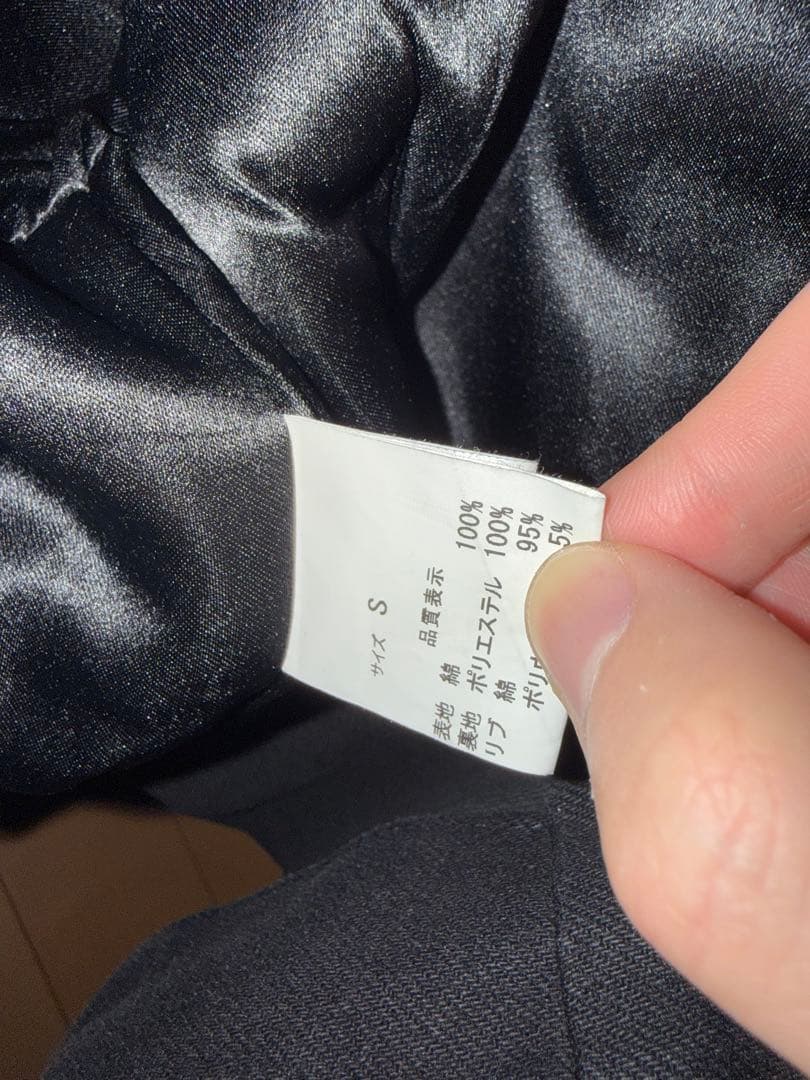 サイズ S
品質表示
表地 綿 100%
裏地 ポリエステル 100%
リブ 綿 95%
5%